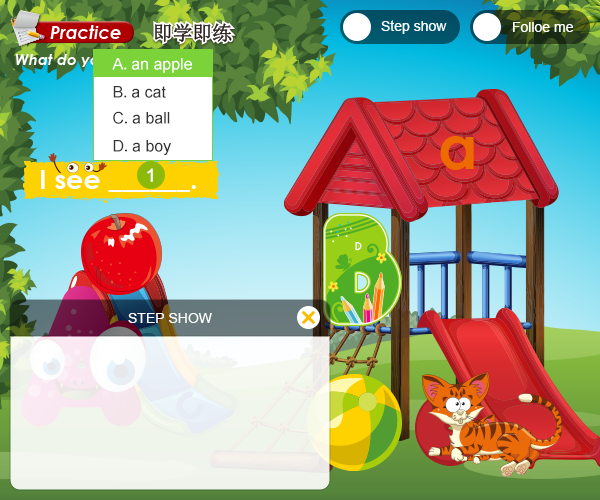 Practice 即学即练
Step show
Folloe me
What do yo
A. an apple
B. a cat
C. a ball
D. a boy
I see _______.
1
a
D
D
STEP SHOW